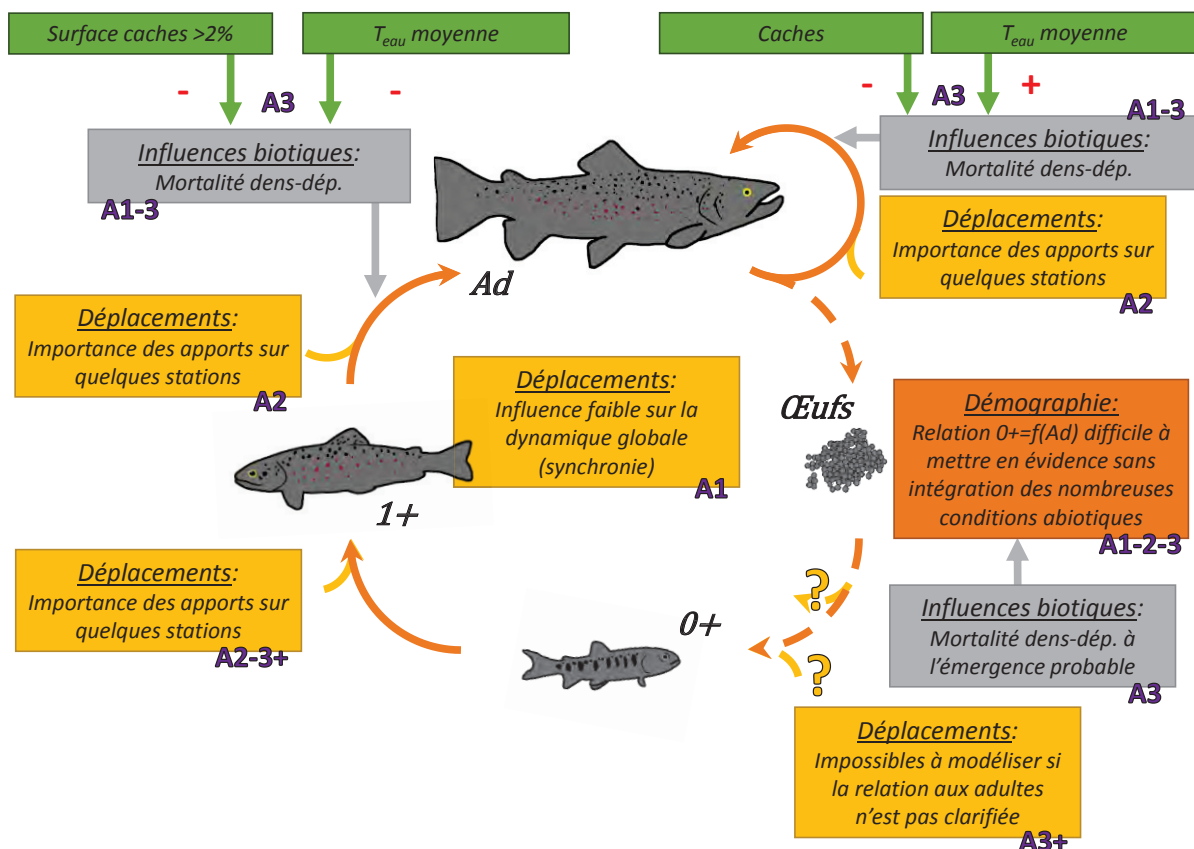 Surface caches >2%
T_eau moyenne
Caches
T_eau moyenne
-
A3
-
-
A3
+
A1-3
Influences biotiques:
Mortalité dens-dép.
A1-3
Influences biotiques:
Mortalité dens-dép.
Déplacements:
Importance des apports sur
quelques stations
A2
Ad
Déplacements:
Importance des apports sur
quelques stations
A2
Déplacements:
Influence faible sur la
dynamique globale
(synchronie)
A1
Œufs
Démographie:
Relation 0+=f(Ad) difficile à
mettre en évidence sans
intégration des nombreuses
conditions abiotiques
A1-2-3
1+
Déplacements:
Importance des apports sur
quelques stations
A2-3+
0+
?
?
Influences biotiques:
Mortalité dens-dép. à
l'émergence probable
A3
Déplacements:
Impossibles à modéliser si
la relation aux adultes
n'est pas clarifiée
A3+